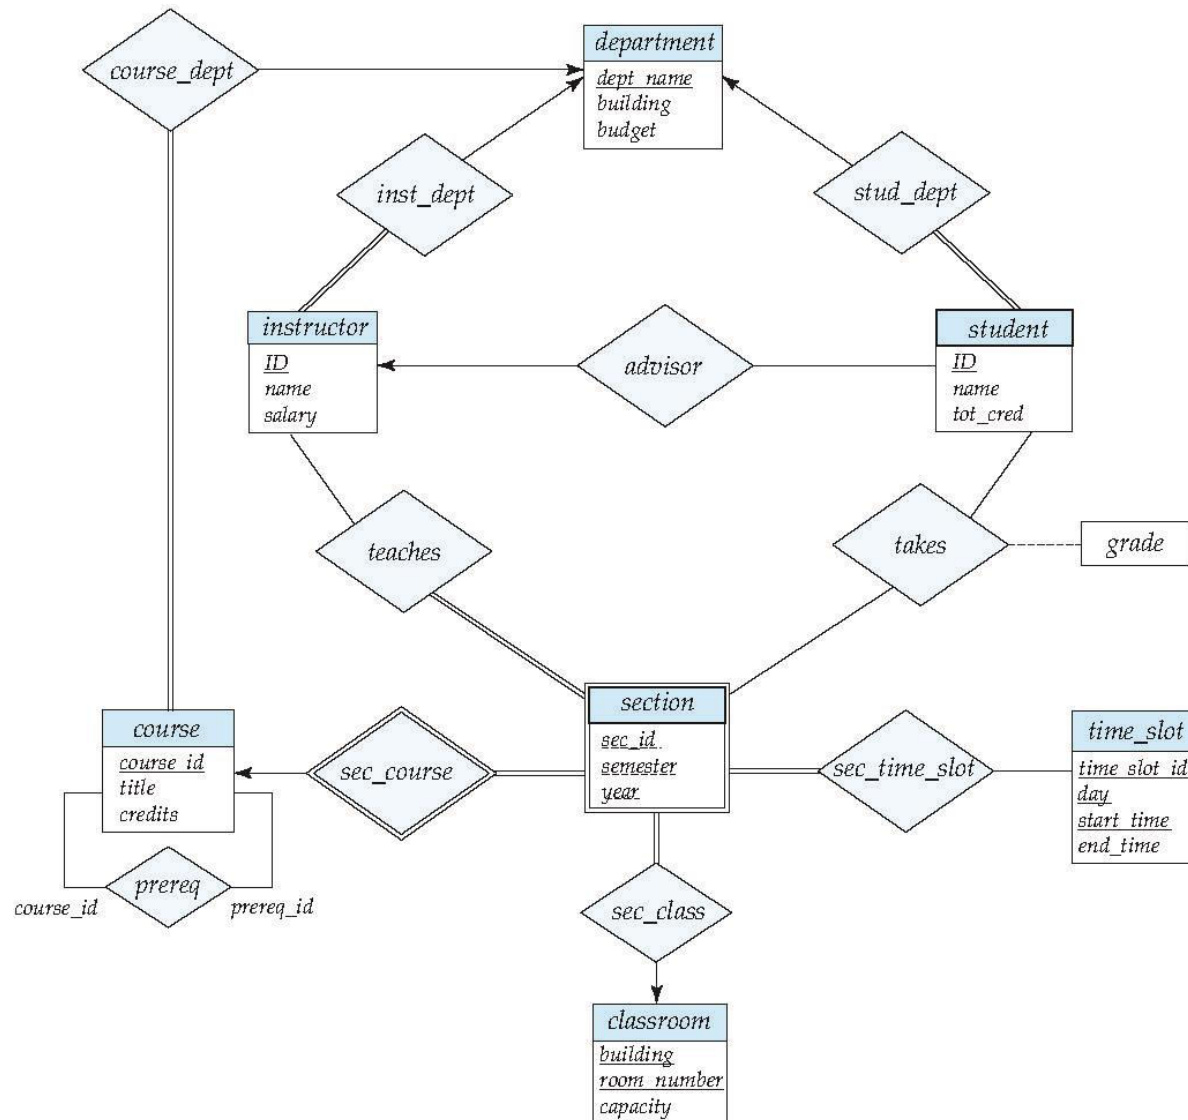 department
dept_name
building
budget
course_dept
inst_dept
stud_dept
instructor
ID
name
salary
advisor
student
ID
name
tot_cred
teaches
takes
grade
section
sec_id
semester
year
course
course_id
title
credits
sec_course
sec_time_slot
time_slot
time_slot_id
day
start_time
end_time
prereq
course_id
prereq_id
sec_class
classroom
building
room_number
capacity